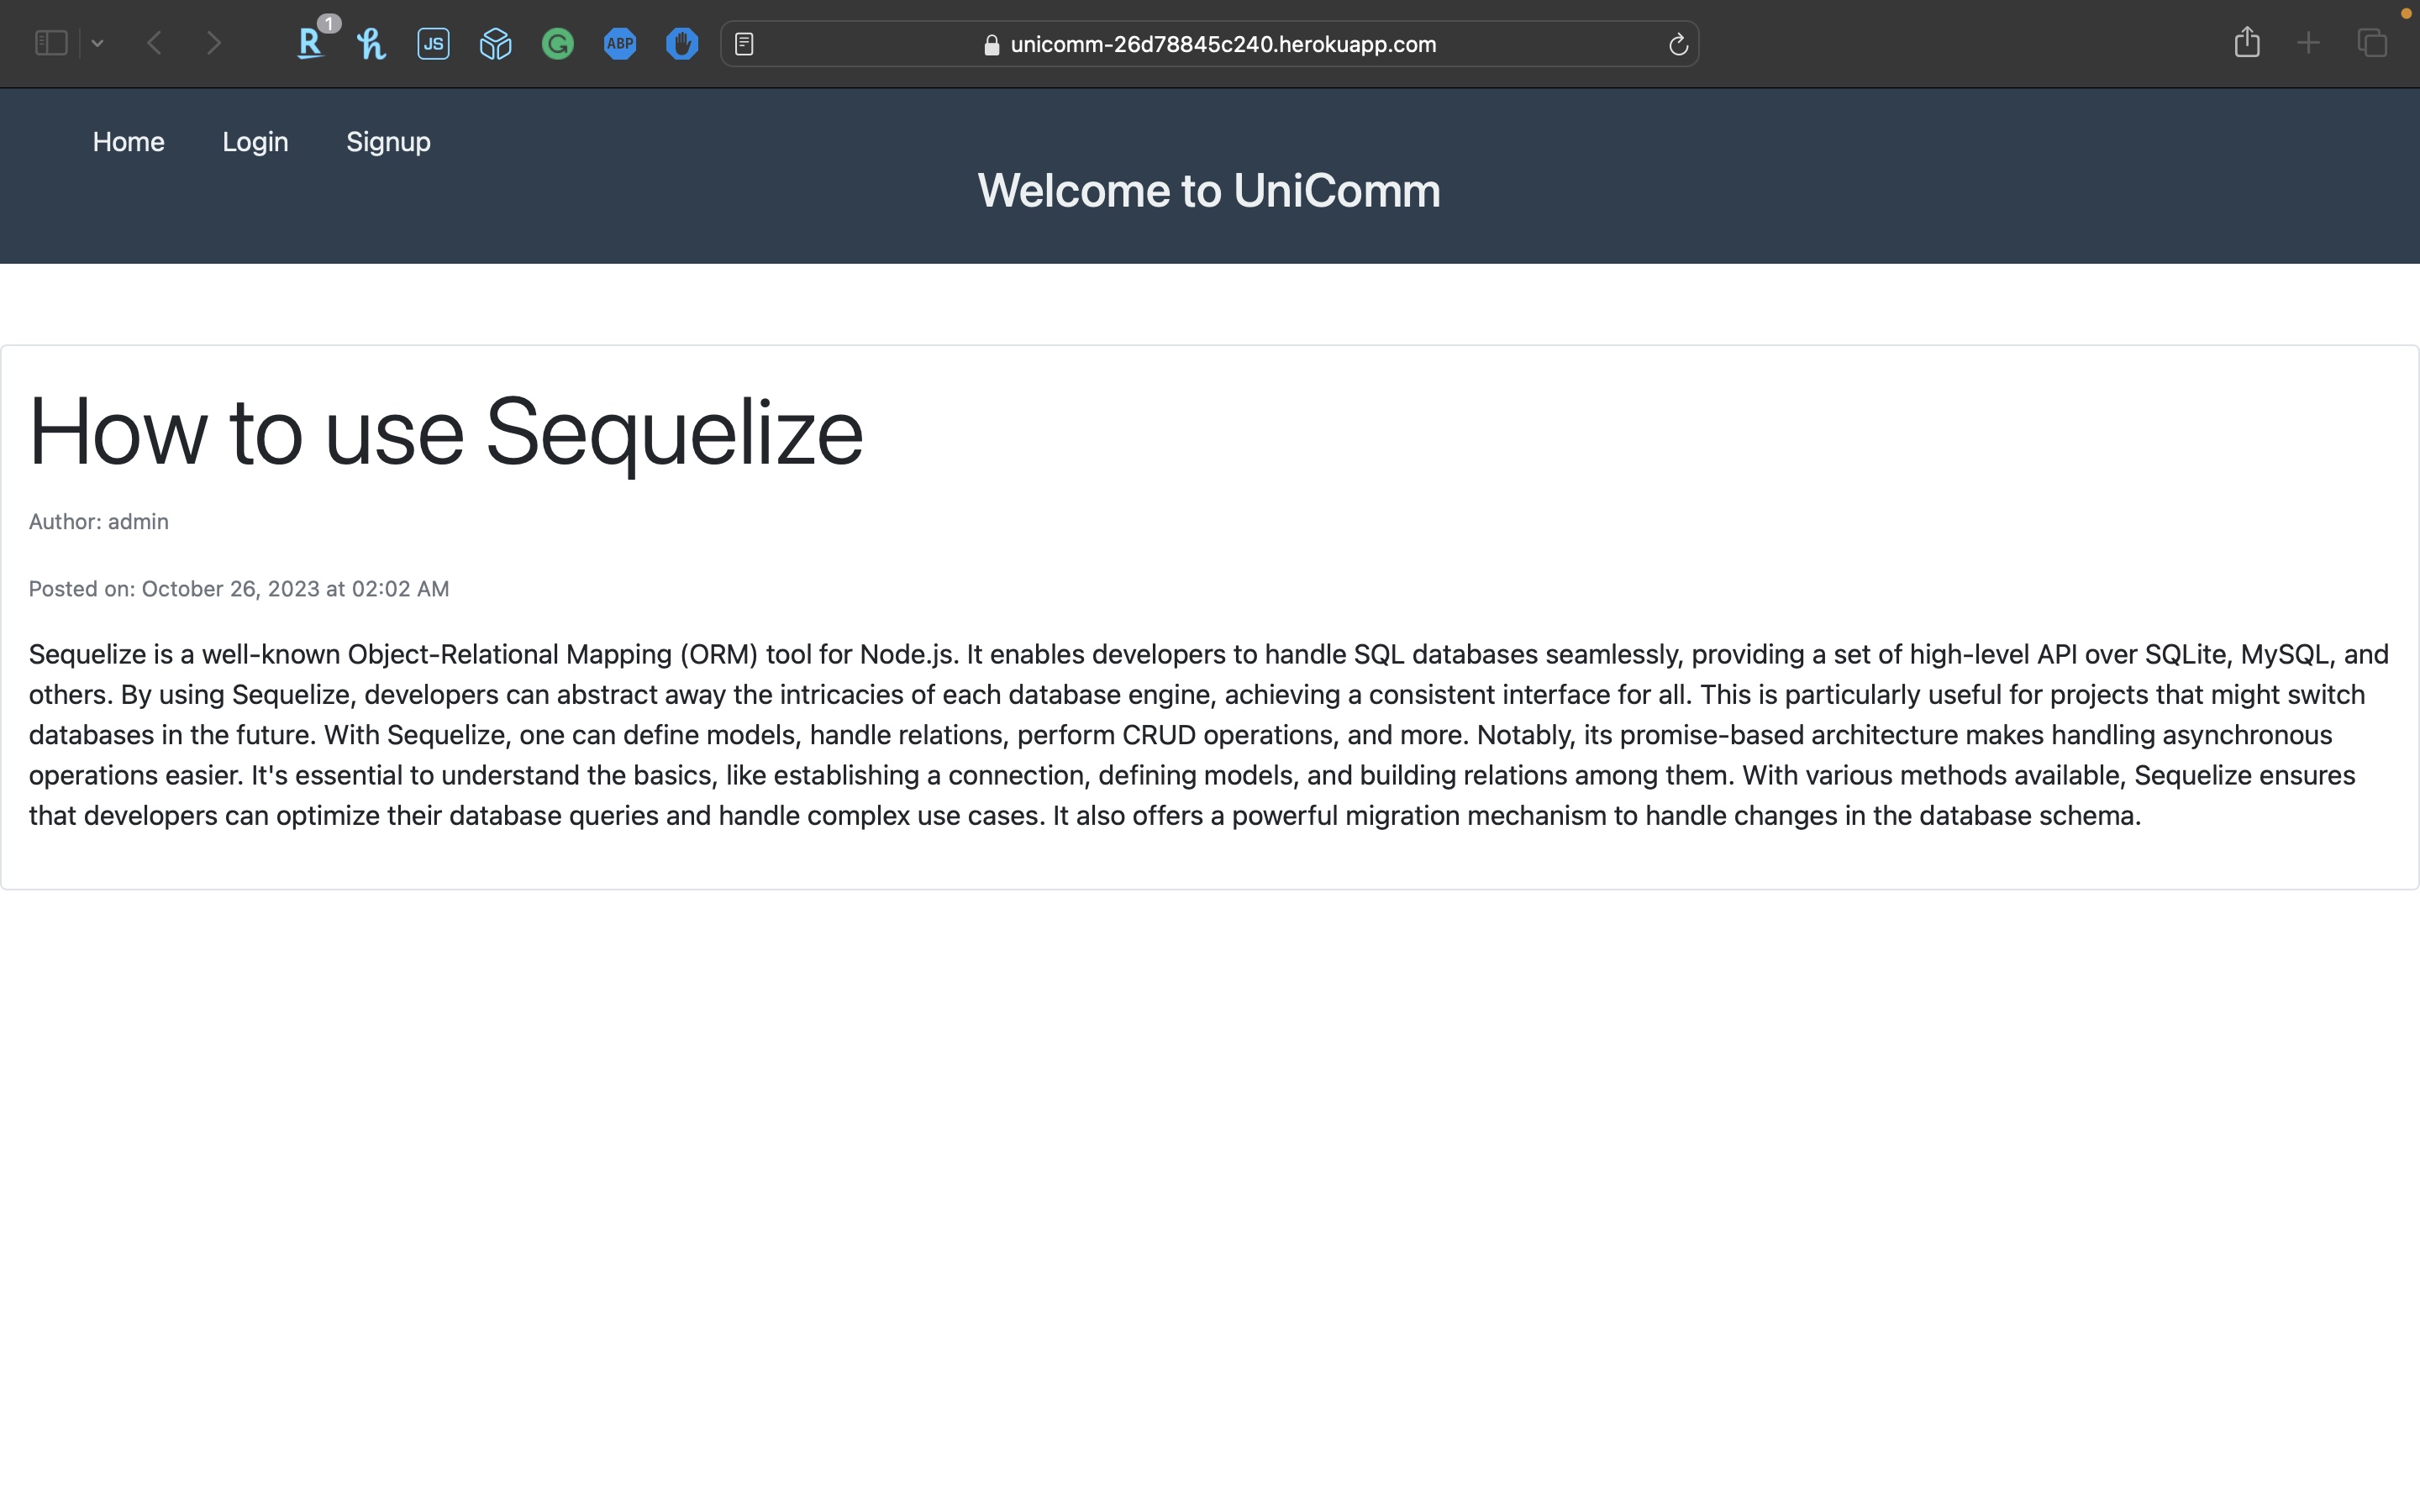 1
R
h
JS
G
ABP
unicomm-26d78845c240.herokuapp.com
Home Login Signup
Welcome to UniComm
How to use Sequelize
Author: admin
Posted on: October 26, 2023 at 02:02 AM
Sequelize is a well-known Object-Relational Mapping (ORM) tool for Node.js. It enables developers to handle SQL databases seamlessly, providing a set of high-level API over SQLite, MySQL, and
others. By using Sequelize, developers can abstract away the intricacies of each database engine, achieving a consistent interface for all. This is particularly useful for projects that might switch
databases in the future. With Sequelize, one can define models, handle relations, perform CRUD operations, and more. Notably, its promise-based architecture makes handling asynchronous
operations easier. It's essential to understand the basics, like establishing a connection, defining models, and building relations among them. With various methods available, Sequelize ensures
that developers can optimize their database queries and handle complex use cases. It also offers a powerful migration mechanism to handle changes in the database schema.